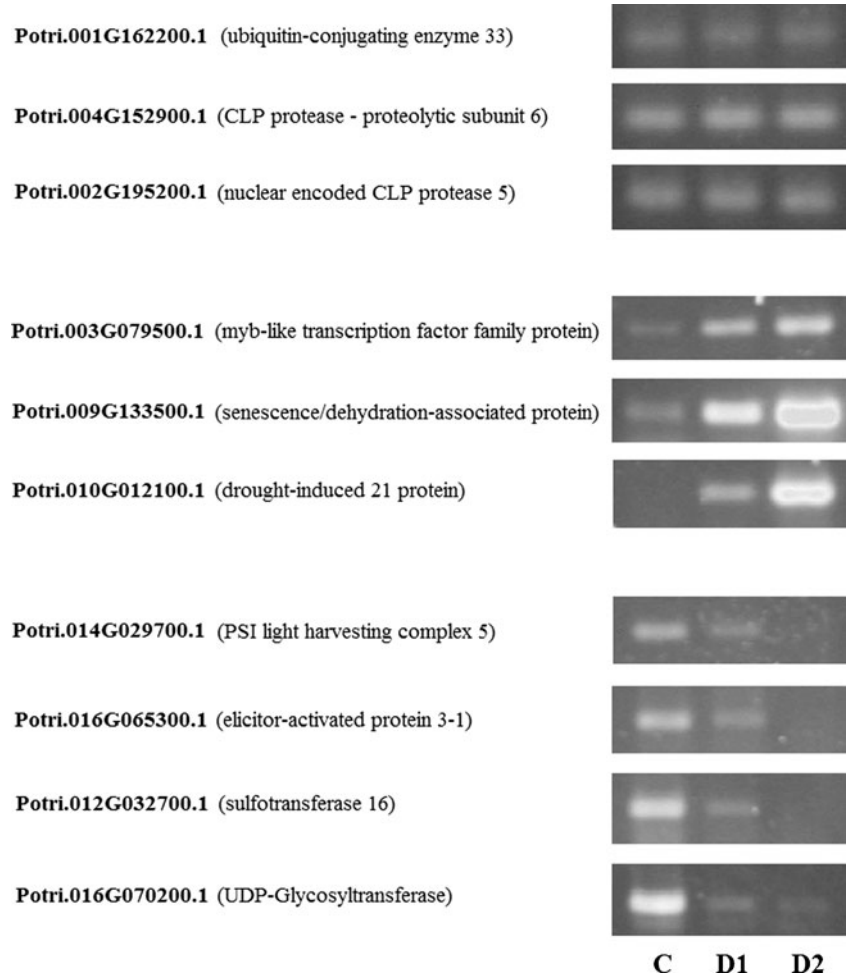 Potri.001G162200.1 (ubiquitin-conjugating enzyme 33)
Potri.004G152900.1 (CLP protease - proteolytic subunit 6)
Potri.002G195200.1 (nuclear encoded CLP protease 5)
Potri.003G079500.1 (myb-like transcription factor family protein)
Potri.009G133500.1 (senescence/dehydration-associated protein)
Potri.010G012100.1 (drought-induced 21 protein)
Potri.014G029700.1 (PSI light harvesting complex 5)
Potri.016G065300.1 (elicitor-activated protein 3-1)
Potri.012G032700.1 (sulfotransferase 16)
Potri.016G070200.1 (UDP-Glycosyltransferase)
C D1 D2